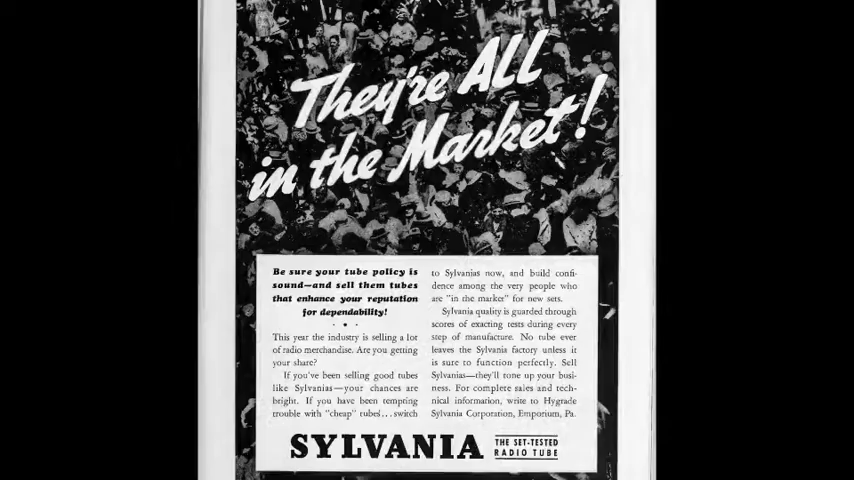 They're ALL
in the Market!
Be sure your tube policy is
sound—and sell them tubes
that enhance your reputation
for dependability!
This year the industry is selling a lot
of radio merchandise. Are you getting
your share?
If you've been selling good tubes
like Sylvanias—your chances are
bright. If you have been tempting
trouble with "cheap" tubes... switch
to Sylvanias now, and build confi-
dence among the very people who
are "in the market" for new sets.
Sylvania quality is guarded through
scores of exacting tests during every
step of manufacture. No tube ever
leaves the Sylvania factory unless it
is sure to function perfectly. Sell
Sylvanias—they'll tone up your busi-
ness. For complete sales and tech-
nical information, write to Hygrade
Sylvania Corporation, Emporium, Pa.
SYLVANIA
THE SET-TESTED
RADIO TUBE